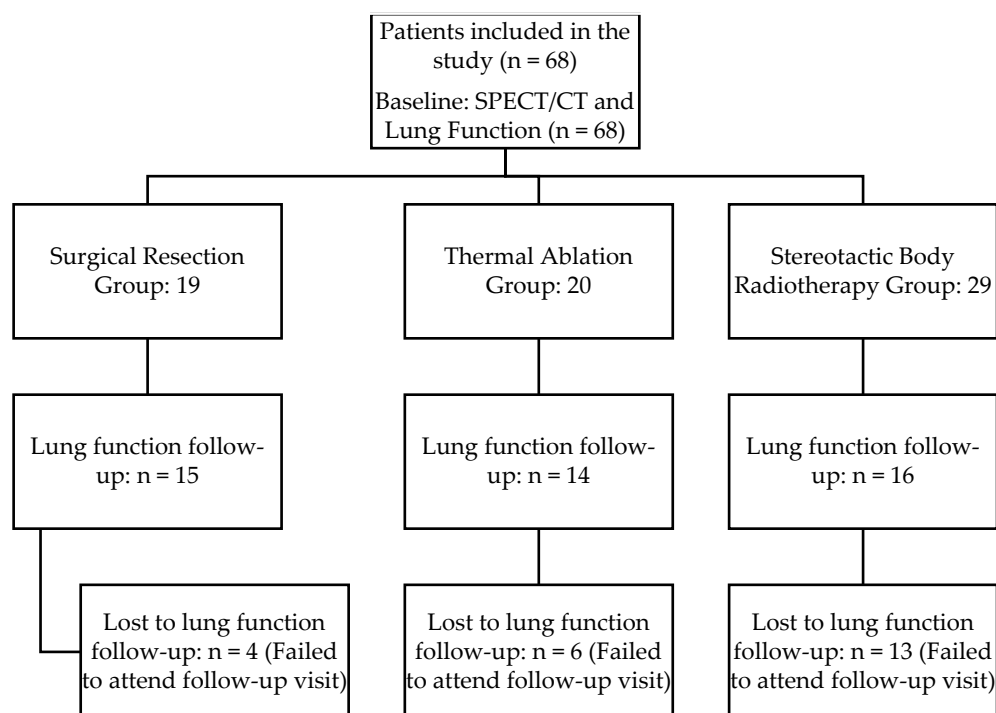 Patients included in the
study (n = 68)
Baseline: SPECT/CT and
Lung Function (n = 68)
Surgical Resection
Group: 19
Thermal Ablation
Group: 20
Stereotactic Body
Radiotherapy Group: 29
Lung function follow-
up: n = 15
Lung function follow-
up: n = 14
Lung function follow-
up: n = 16
Lost to lung function
follow-up: n = 4 (Failed
to attend follow-up visit)
Lost to lung function
follow-up: n = 6 (Failed
to attend follow-up visit)
Lost to lung function
follow-up: n = 13 (Failed
to attend follow-up visit)